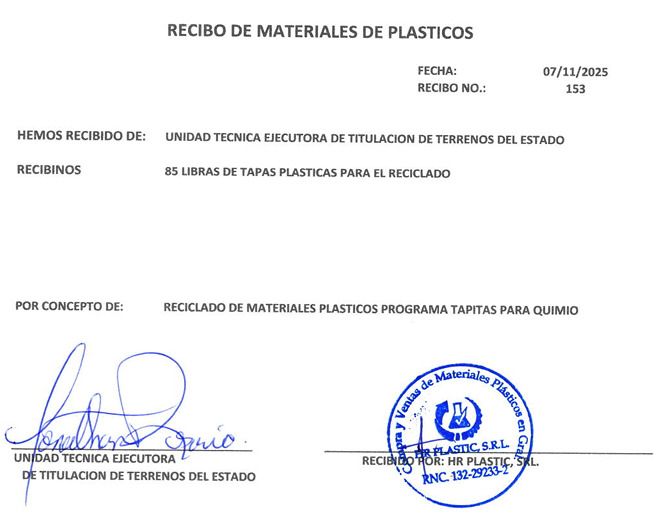 RECIBO DE MATERIALES DE PLASTICOS
FECHA: 07/11/2025
RECIBO NO.: 153
HEMOS RECIBIDO DE: UNIDAD TECNICA EJECUTORA DE TITULACION DE TERRENOS DEL ESTADO
RECIBINOS 85 LIBRAS DE TAPAS PLASTICAS PARA EL RECICLADO
POR CONCEPTO DE: RECICLADO DE MATERIALES PLASTICOS PROGRAMA TAPITAS PARA QUIMIO
UNIDAD TECNICA EJECUTORA
DE TITULACION DE TERRENOS DEL ESTADO
Compra y Ventas de Materiales Plásticos en Gral.
HR PLASTIC, S.R.L.
RECIBIDO POR: HR PLASTIC, SRL.
RNC. 132-29233-2